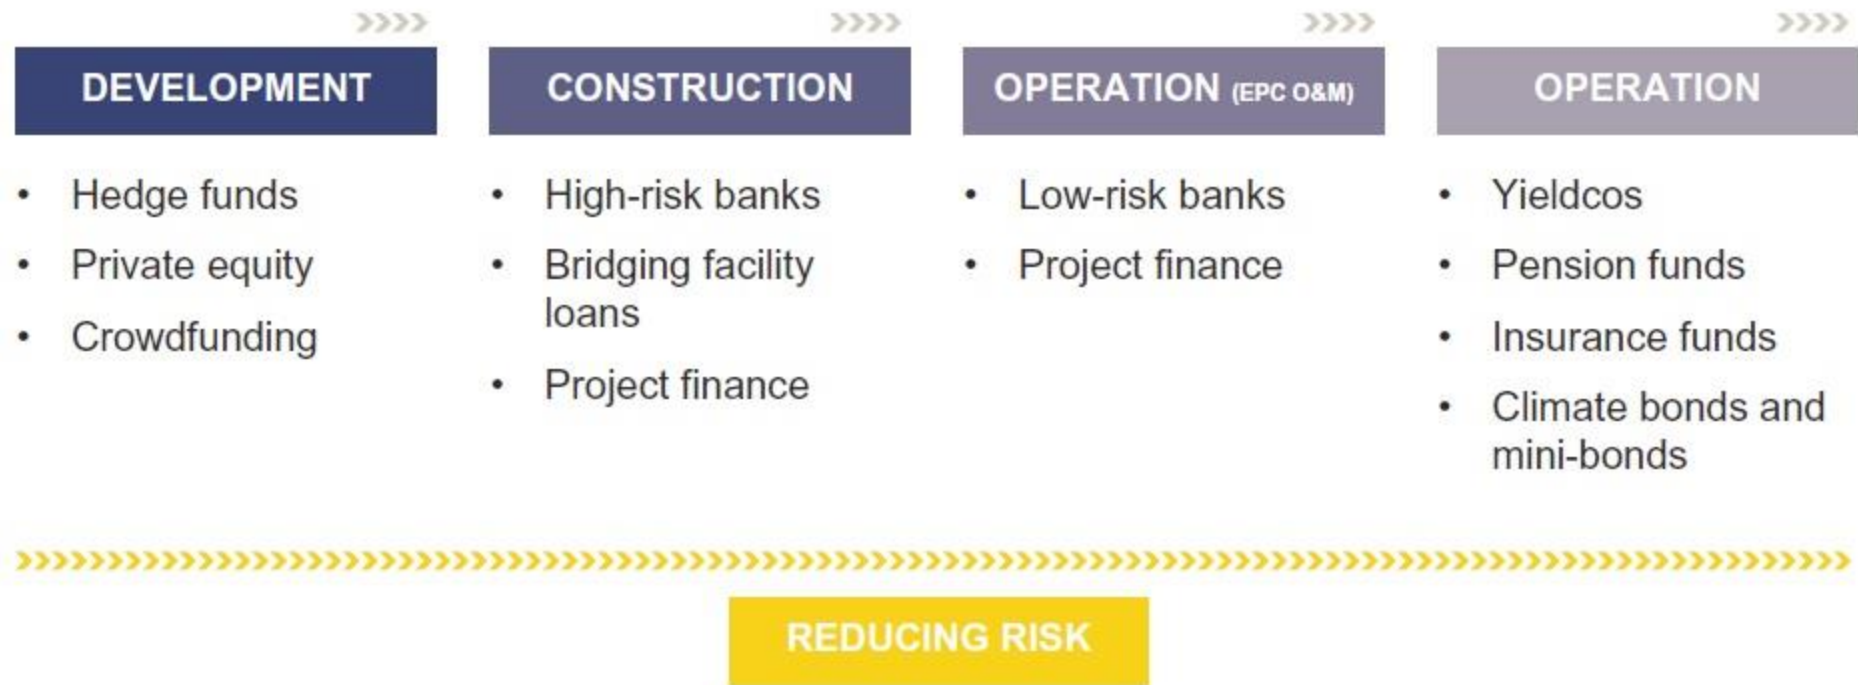 DEVELOPMENT
• Hedge funds
• Private equity
• Crowdfunding
CONSTRUCTION
• High-risk banks
• Bridging facility
loans
• Project finance
OPERATION (EPC O&M)
• Low-risk banks
• Project finance
OPERATION
• Yieldcos
• Pension funds
• Insurance funds
• Climate bonds and
mini-bonds
REDUCING RISK